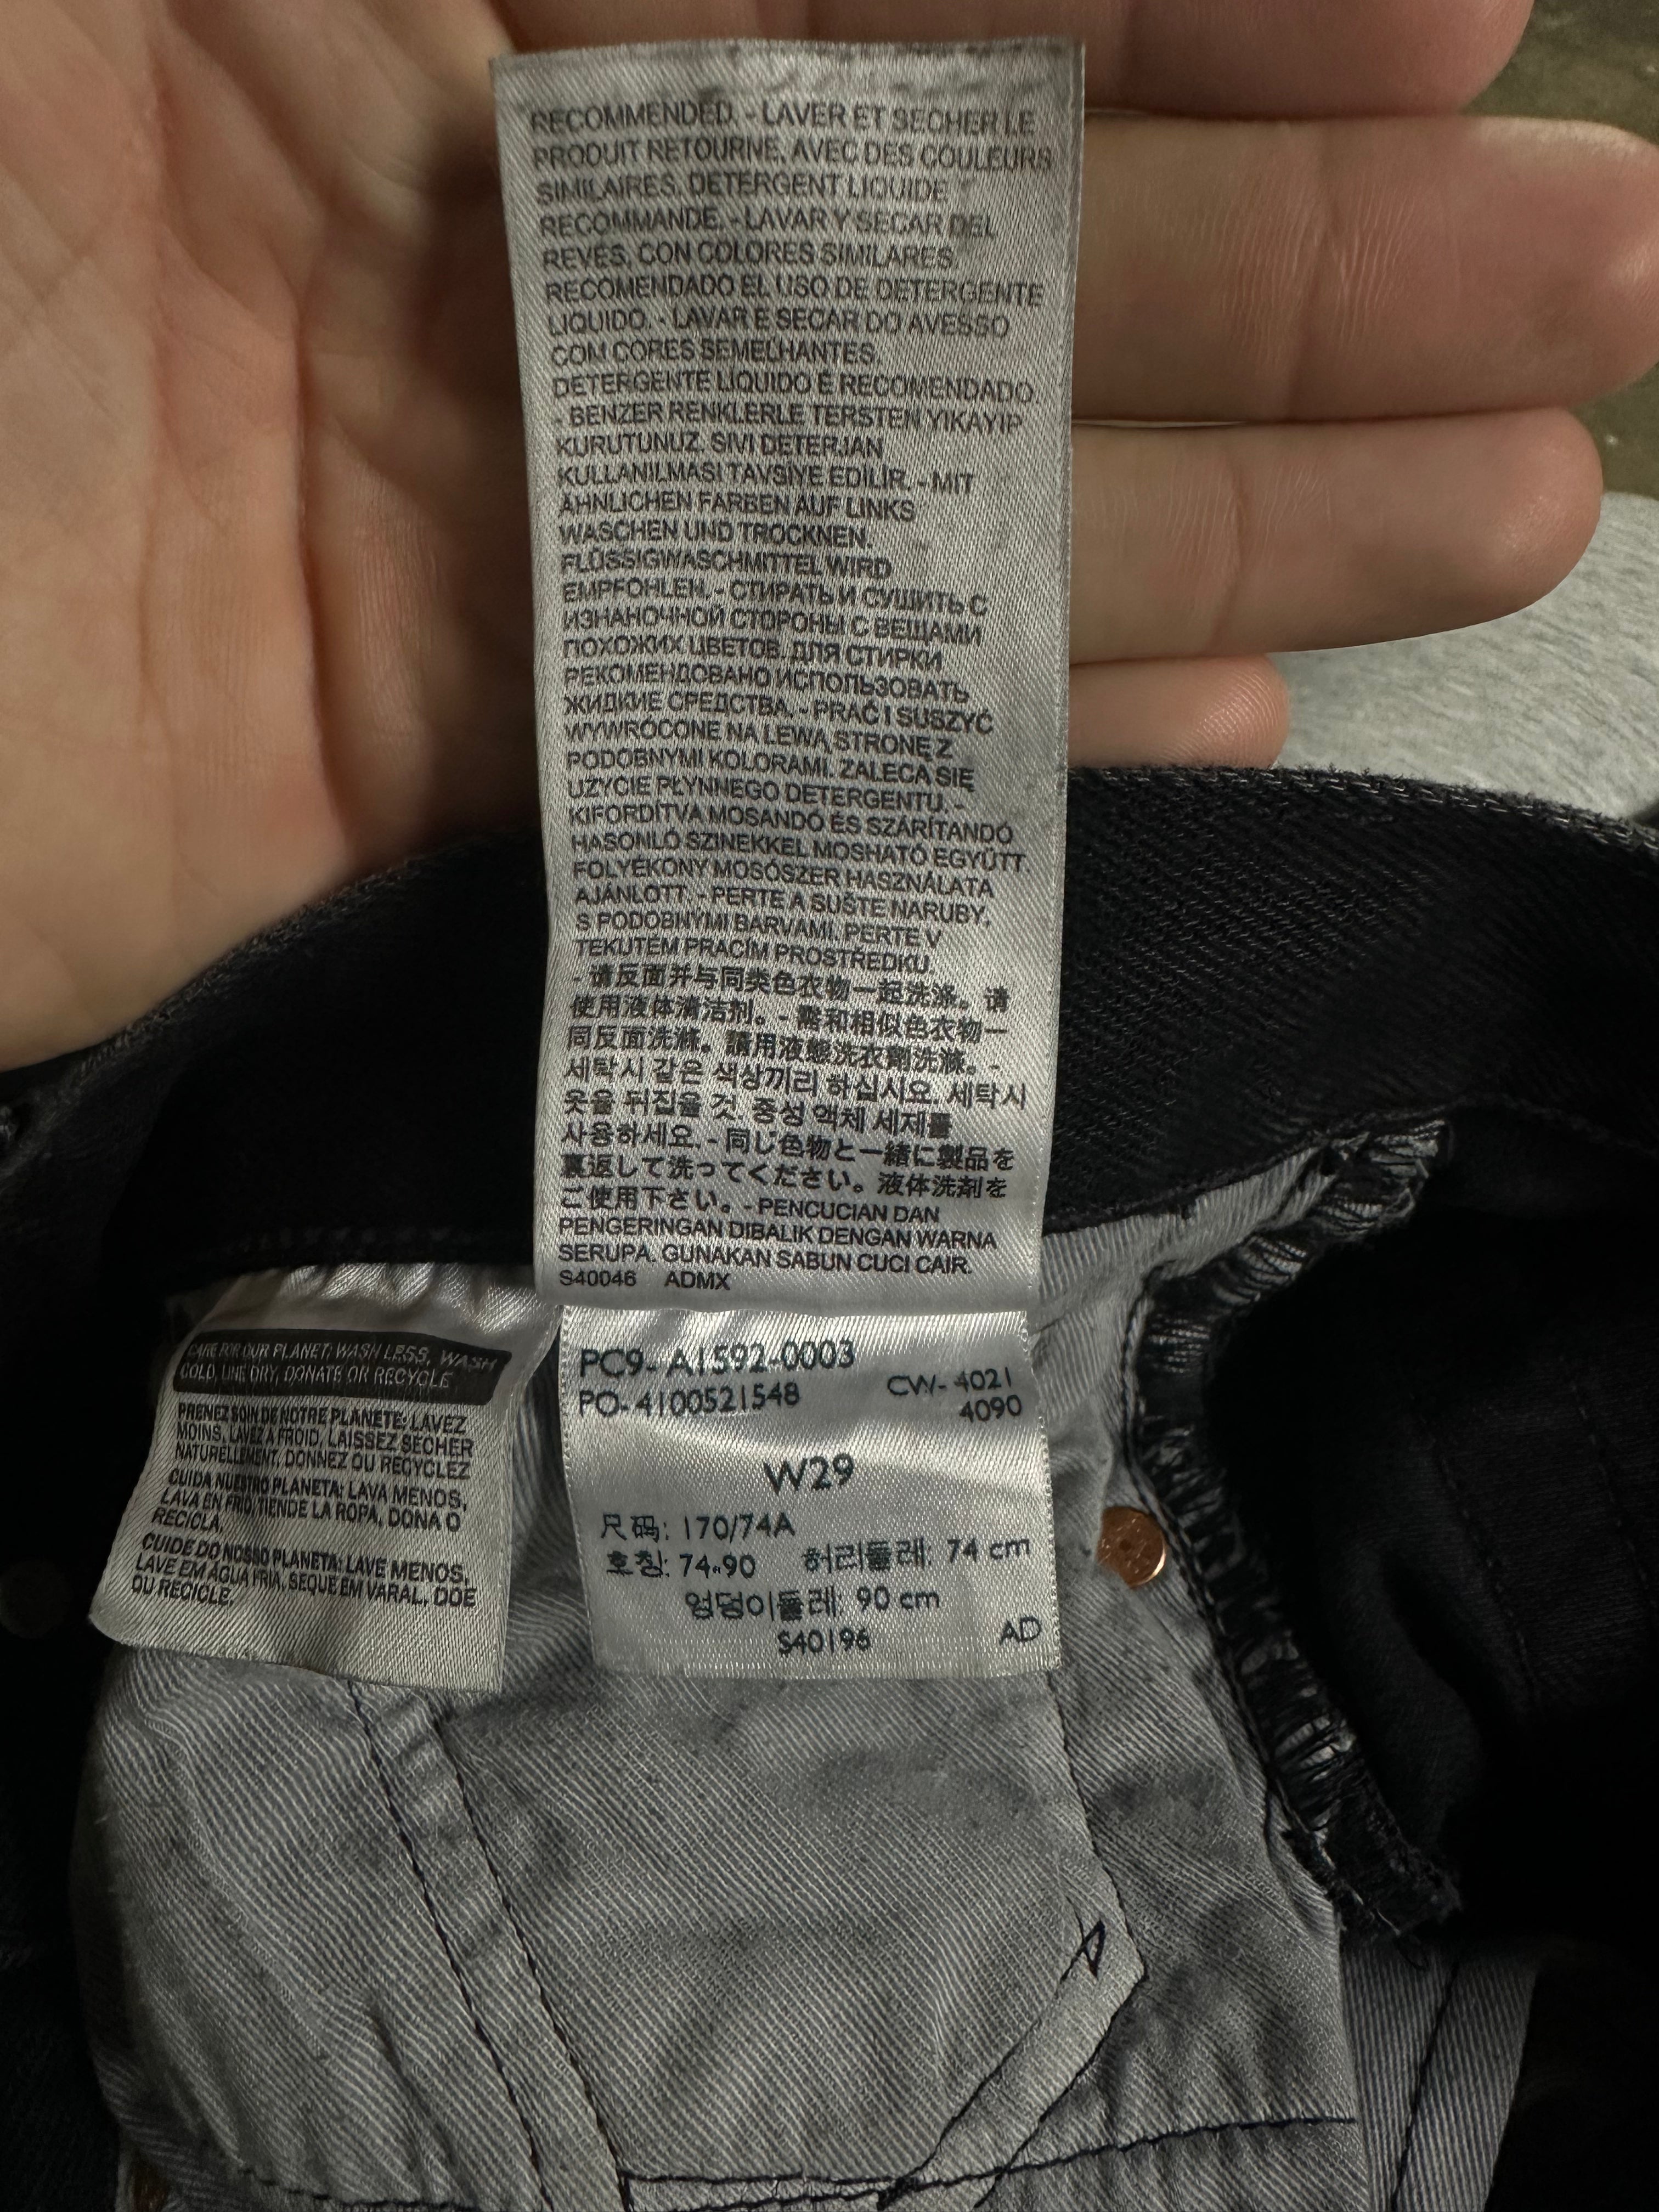 RECOMMENDED. - LAVER ET SECHER LE
PRODUIT RETOURNE, AVEC DES COULEURS
SIMILAIRES. DETERGENT LIQUIDE
RECOMMANDE. - LAVAR Y SECAR DEL
REVES, CON COLORES SIMILARES
RECOMENDADO EL USO DE DETERGENTE
LIQUIDO. - LAVAR E SECAR DO AVESSO
COM CORES SEMELHANTES.
DETERGENTE LÍQUIDO É RECOMENDADO
- BENZER RENKLERLE TERSTEN YIKAYIP
KURUTUNUZ. SIVI DETERJAN
KULLANILMASI TAVSİYE EDİLİR. - MIT
ÄHNLICHEN FARBEN AUF LINKS
WASCHEN UND TROCKNEN.
FLÜSSIGWASCHMITTEL WIRD
EMPFOHLEN. - СТИРАТЬ И СУШИТЬ С
ИЗНАНОЧНОЙ СТОРОНЫ С ВЕЩАМИ
ПОХОЖИХ ЦВЕТОВ. ДЛЯ СТИРКИ
РЕКОМЕНДОВАНО ИСПОЛЬЗОВАТЬ
ЖИДКИЕ СРЕДСТВА. - PRAĆ I SUSZYĆ
WYWRÓCONE NA LEWĄ STRONĘ Z
PODOBNYMI KOLORAMI. ZALECA SIĘ
UŻYCIE PŁYNNEGO DETERGENTU. -
KIFORDÍTVA MOSANDÓ ÉS SZÁRÍTANDÓ
HASONLÓ SZINEKKEL MOSHATÓ EGYÜTT.
FOLYÉKONY MOSÓSZER HASZNÁLATA
AJÁNLOTT. - PERTE A SUŠTE NARUBY,
S PODOBNÝMI BARVAMI. PERTE V
TEKUTÉM PRACÍM PROSTŘEDKU.
- 请反面并与同类色衣物一起洗涤。请
使用液体清洁剂。- 需和相似色衣物一
同反面洗滌。請用液態洗衣劑洗滌。-
세탁시 같은 색상끼리 하십시오. 세탁시
옷을 뒤집을 것. 중성 액체 세제를
사용하세요. - 同じ色物と一緒に製品を
裏返して洗ってください。液体洗剤を
ご使用下さい。- PENCUCIAN DAN
PENGERINGAN DIBALIK DENGAN WARNA
SERUPA. GUNAKAN SABUN CUCI CAIR.
S40046 ADMX
CARE FOR OUR PLANET: WASH LESS, WASH
COLD, LINE DRY, DONATE OR RECYCLE
PRENEZ SOIN DE NOTRE PLANETE: LAVEZ
MOINS, LAVEZ A FROID, LAISSEZ SECHER
NATURELLEMENT, DONNEZ OU RECYCLEZ
CUIDA NUESTRO PLANETA: LAVA MENOS,
LAVA EN FRIO, TIENDE LA ROPA, DONA O
RECICLA.
CUIDE DO NOSSO PLANETA: LAVE MENOS,
LAVE EM AGUA FRIA, SEQUE EM VARAL, DOE
OU RECICLE.
PC9- A1592-0003
PO- 4100521548 CW- 4021
4090
W29
尺码: 170/74A
호칭: 74-90 허리둘레: 74 cm
엉덩이둘레: 90 cm
S40196 AD